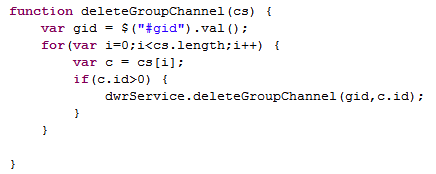 function deleteGroupChannel(cs) {
    var gid = $("#gid").val();
    for(var i=0;i<cs.length;i++) {
        var c = cs[i];
        if(c.id>0) {
            dwrService.deleteGroupChannel(gid,c.id);
        }
    }

}